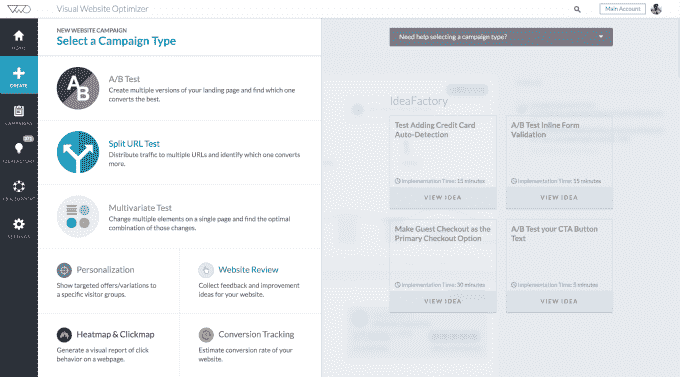 VWO Visual Website Optimizer
Main Account
HOME
CREATE
CAMPAIGNS
IDEAFACTORY
SETTINGS
NEW WEBSITE CAMPAIGN
Select a Campaign Type
A/B Test
Create multiple versions of your landing page and find which one
converts the best.
Split URL Test
Distribute traffic to multiple URLs and identify which one converts
more.
Multivariate Test
Change multiple elements on a single page and find the optimal
combination of those changes.
Personalization
Show targeted offers/variations to
a specific visitor groups.
Website Review
Collect feedback and improvement
ideas for your website.
Heatmap & Clickmap
Generate a visual report of click
behavior on a webpage.
Conversion Tracking
Estimate conversion rate of your
website.
Need help selecting a campaign type?
IdeaFactory
Test Adding Credit Card
Auto-Detection
Implementation Time: 15 minutes
VIEW IDEA
A/B Test Inline Form
Validation
Implementation Time: 15 minutes
VIEW IDEA
Make Guest Checkout as the
Primary Checkout Option
Implementation Time: 30 minutes
VIEW IDEA
A/B Test your CTA Button
Text
Implementation Time: 5 minutes
VIEW IDEA